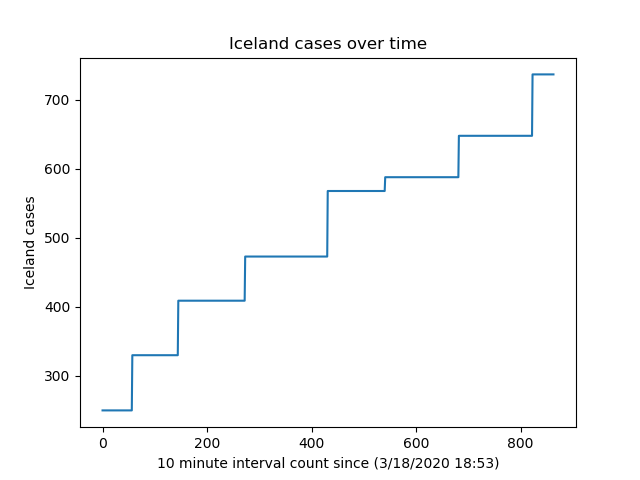 Iceland cases over time
700
600
500
400
300
Iceland cases
0 200 400 600 800
10 minute interval count since (3/18/2020 18:53)